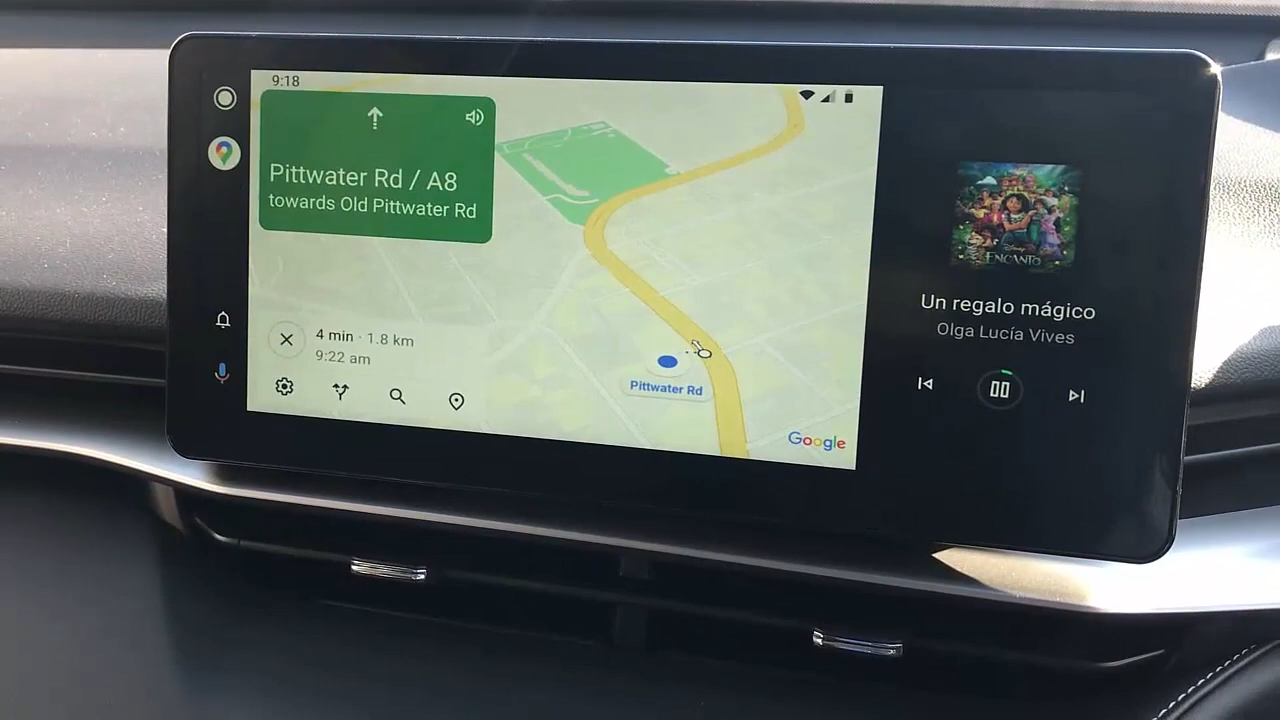 9:18
Pittwater Rd / A8
towards Old Pittwater Rd
4 min · 1.8 km
9:22 am
Pittwater Rd
Google
Disney
ENCANTO
Un regalo mágico
Olga Lucía Vives